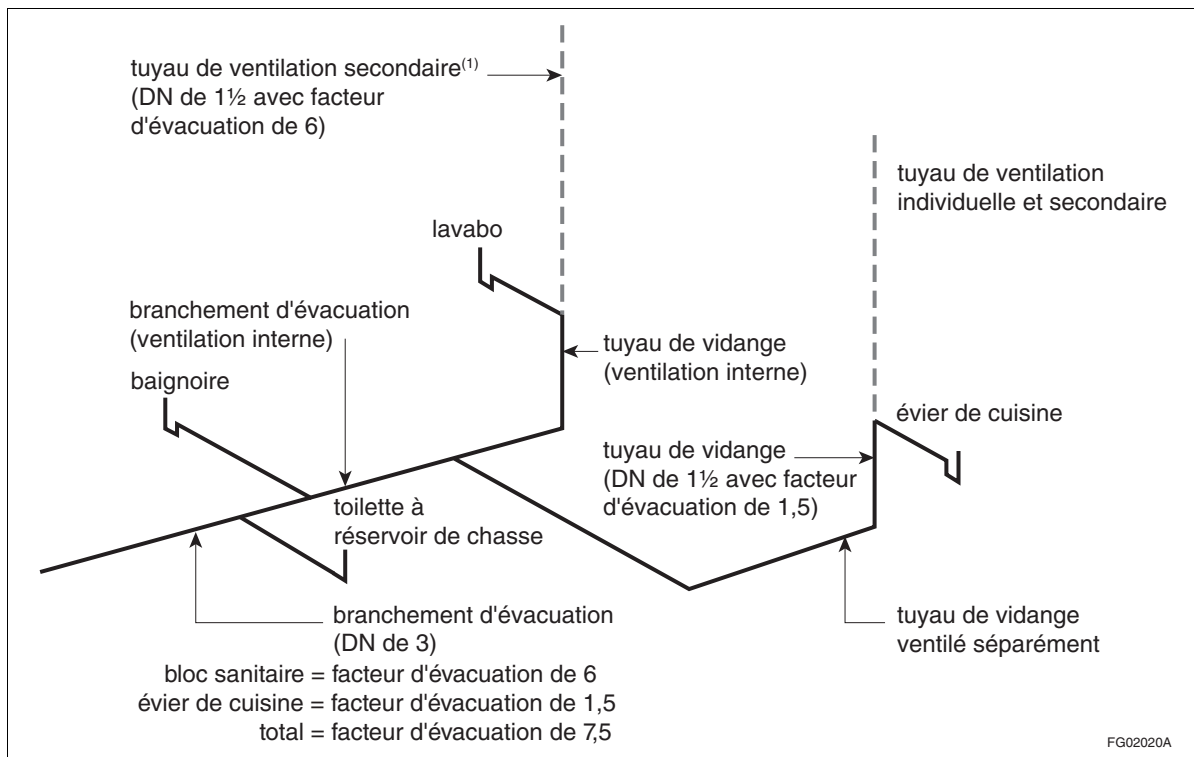 tuyau de ventilation secondaire(1)
(DN de 1½ avec facteur
d'évacuation de 6)
tuyau de ventilation
individuelle et secondaire
lavabo
branchement d'évacuation
(ventilation interne)
tuyau de vidange
(ventilation interne)
baignoire
évier de cuisine
tuyau de vidange
(DN de 1½ avec facteur
d'évacuation de 1,5)
toilette à
réservoir de chasse
branchement d'évacuation
(DN de 3)
tuyau de vidange
ventilé séparément
bloc sanitaire = facteur d'évacuation de 6
évier de cuisine = facteur d'évacuation de 1,5
total = facteur d'évacuation de 7,5
FG02020A